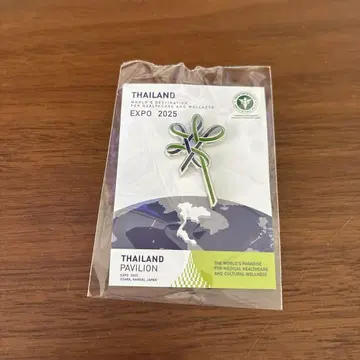 THAILAND
WORLD'S DESTINATION
FOR HEALTHCARE AND WELLNESS
EXPO 2025
THAILAND
PAVILION
EXPO 2025
OSAKA, KANSAI, JAPAN
THE WORLD'S PARADISE
FOR MEDICAL HEALTHCARE
AND CULTURAL WELLNESS